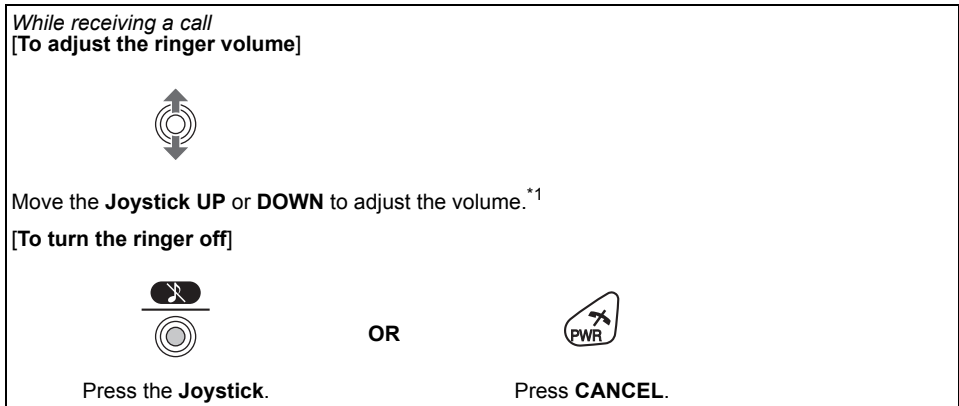 While receiving a call
[To adjust the ringer volume]
Move the Joystick UP or DOWN to adjust the volume.*1
[To turn the ringer off]
OR
PWR
Press the Joystick.
Press CANCEL.